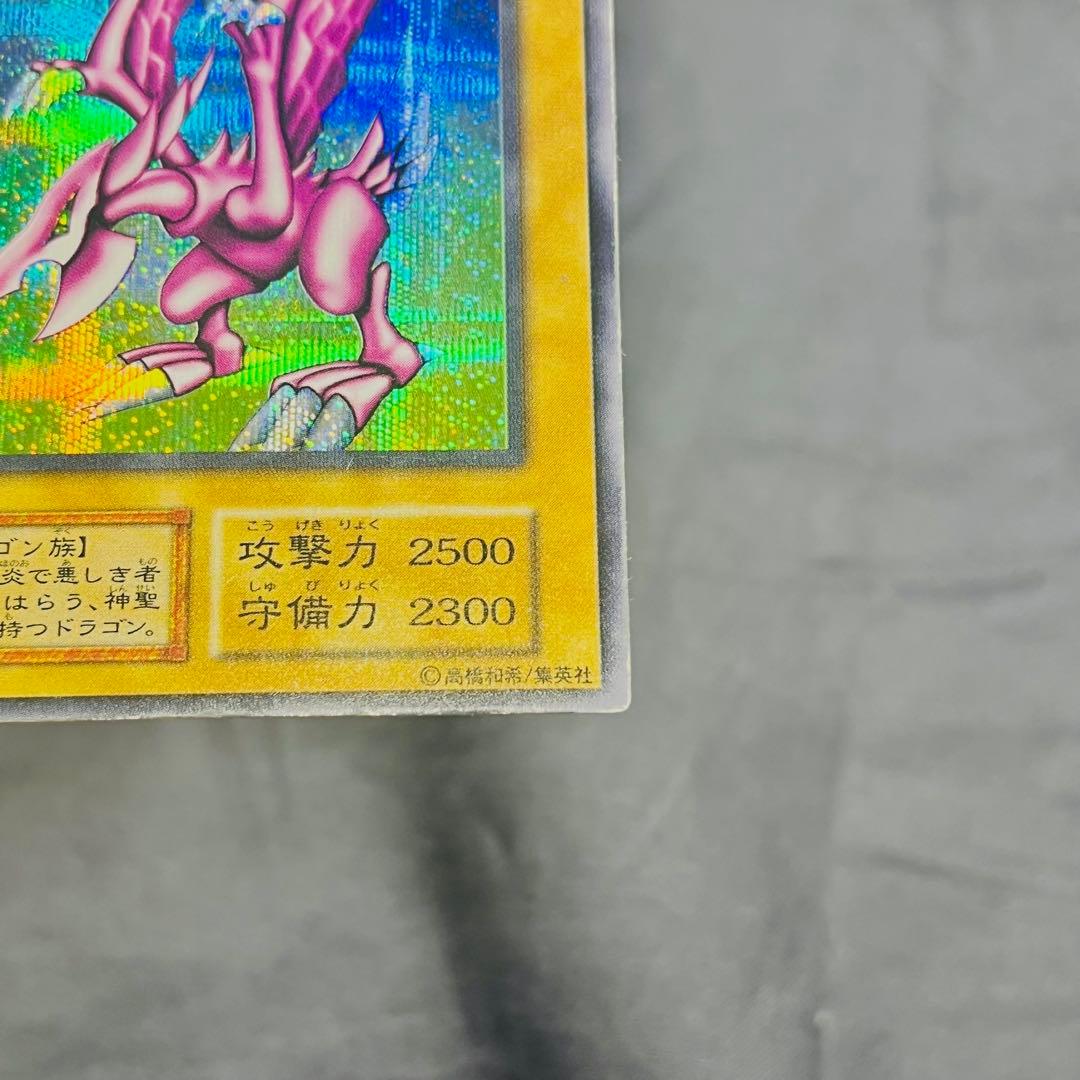 ゴン族】
炎で悪しき者
はらう、神聖
持つドラゴン。
こうげきりょく
攻撃力 2500
しゅびりょく
守備力 2300
©高橋和希/集英社